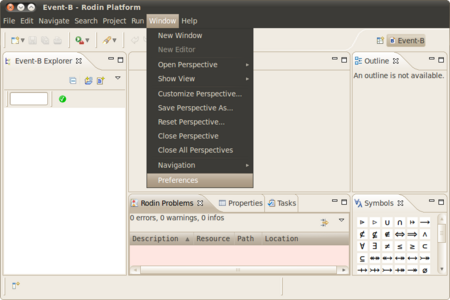 Event-B - Rodin Platform
File Edit Navigate Search Project Run Window Help
Event-B
Event-B Explorer
New Window
New Editor
Open Perspective
Show View
Customize Perspective...
Save Perspective As...
Reset Perspective...
Close Perspective
Close All Perspectives
Navigation
Preferences
Outline
An outline is not available.
Rodin Problems Properties Tasks
0 errors, 0 warnings, 0 infos
Description Resource Path Location
Symbols